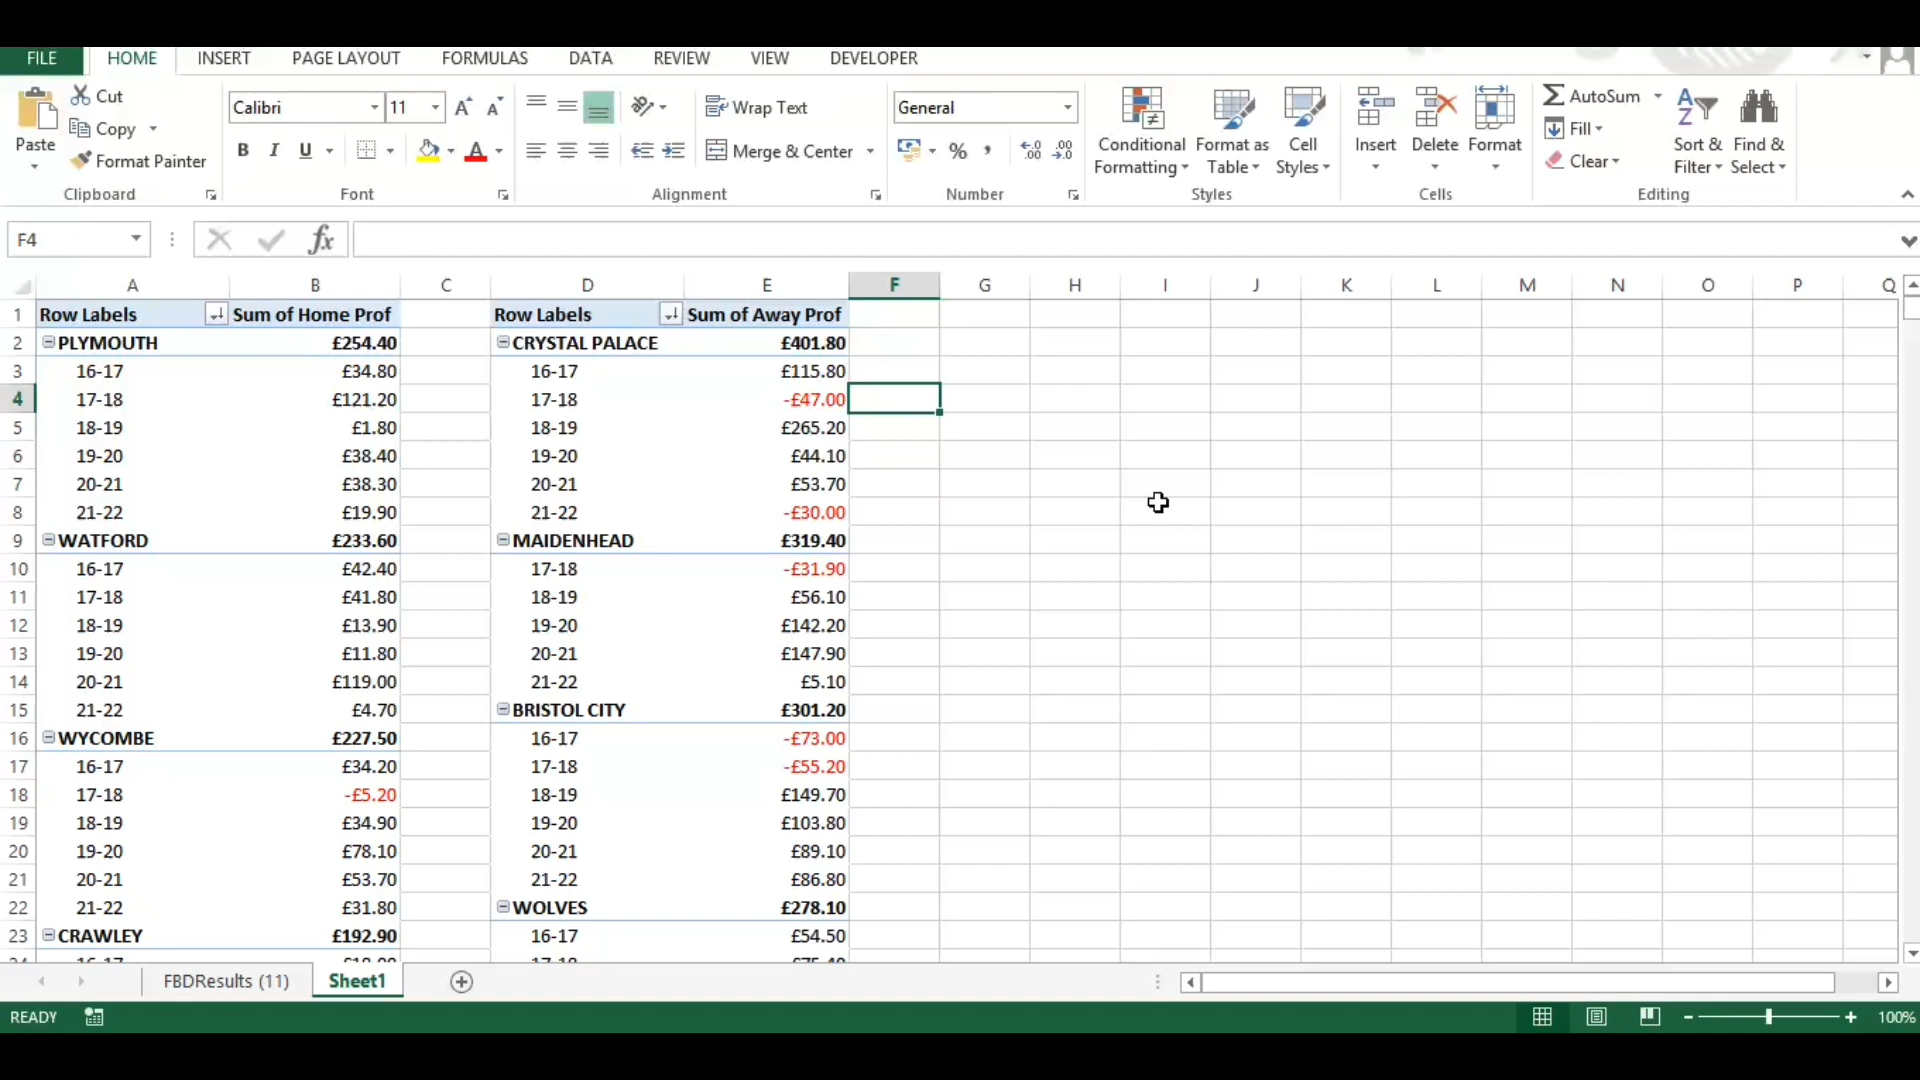 FILE HOME INSERT PAGE LAYOUT FORMULAS DATA REVIEW VIEW DEVELOPER
Paste
Cut
Copy
Format Painter
Clipboard
Calibri 11
B I U
Font
Wrap Text
Merge & Center
Alignment
General
%
Number
Conditional Formatting
Format as Table
Cell Styles
Styles
Insert Delete Format
Cells
AutoSum
Fill
Clear
Sort & Filter
Find & Select
Editing
F4 fx
A B C D E F G H I J K L M N O P Q
1 Row Labels Sum of Home Prof Row Labels Sum of Away Prof
2 PLYMOUTH £254.40 CRYSTAL PALACE £401.80
3 16-17 £34.80 16-17 £115.80
4 17-18 £121.20 17-18 -£47.00
5 18-19 £1.80 18-19 £265.20
6 19-20 £38.40 19-20 £44.10
7 20-21 £38.30 20-21 £53.70
8 21-22 £19.90 21-22 -£30.00
9 WATFORD £233.60 MAIDENHEAD £319.40
10 16-17 £42.40 17-18 -£31.90
11 17-18 £41.80 18-19 £56.10
12 18-19 £13.90 19-20 £142.20
13 19-20 £11.80 20-21 £147.90
14 20-21 £119.00 21-22 £5.10
15 21-22 £4.70 BRISTOL CITY £301.20
16 WYCOMBE £227.50 16-17 -£73.00
17 16-17 £34.20 17-18 -£55.20
18 17-18 -£5.20 18-19 £149.70
19 18-19 £34.90 19-20 £103.80
20 19-20 £78.10 20-21 £89.10
21 20-21 £53.70 21-22 £86.80
22 21-22 £31.80 WOLVES £278.10
23 CRAWLEY £192.90 16-17 £54.50
FBDResults (11) Sheet1
READY 100%